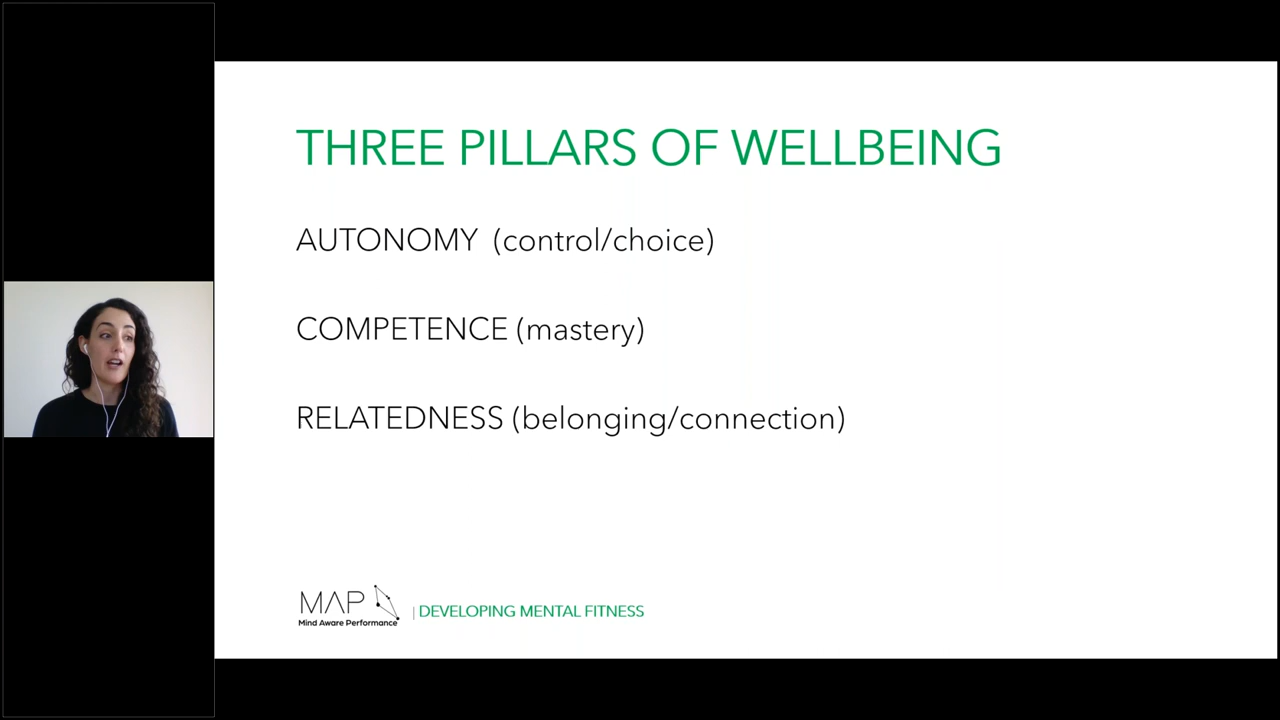 THREE PILLARS OF WELLBEING
AUTONOMY (control/choice)
COMPETENCE (mastery)
RELATEDNESS (belonging/connection)
MAP
Mind Aware Performance
| DEVELOPING MENTAL FITNESS